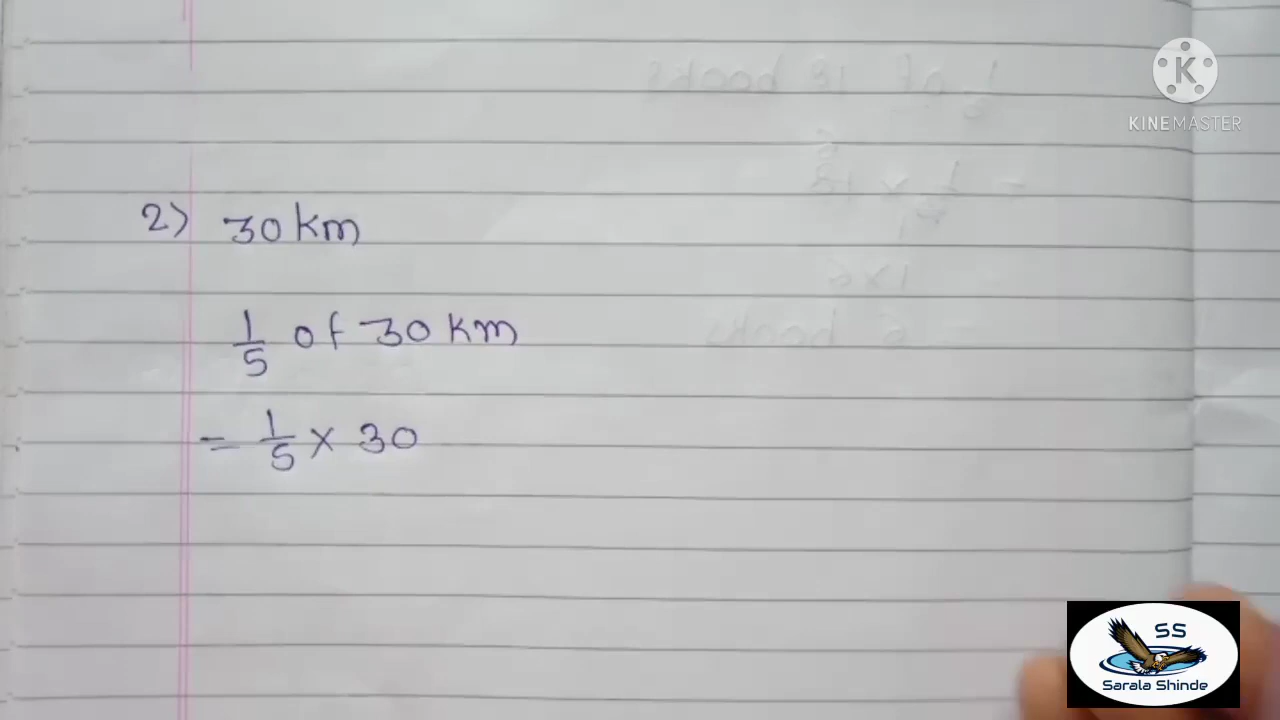 KINEMASTER
2) 30 km
1/5 of 30 km
= 1/5 × 30
SS
Sarala Shinde